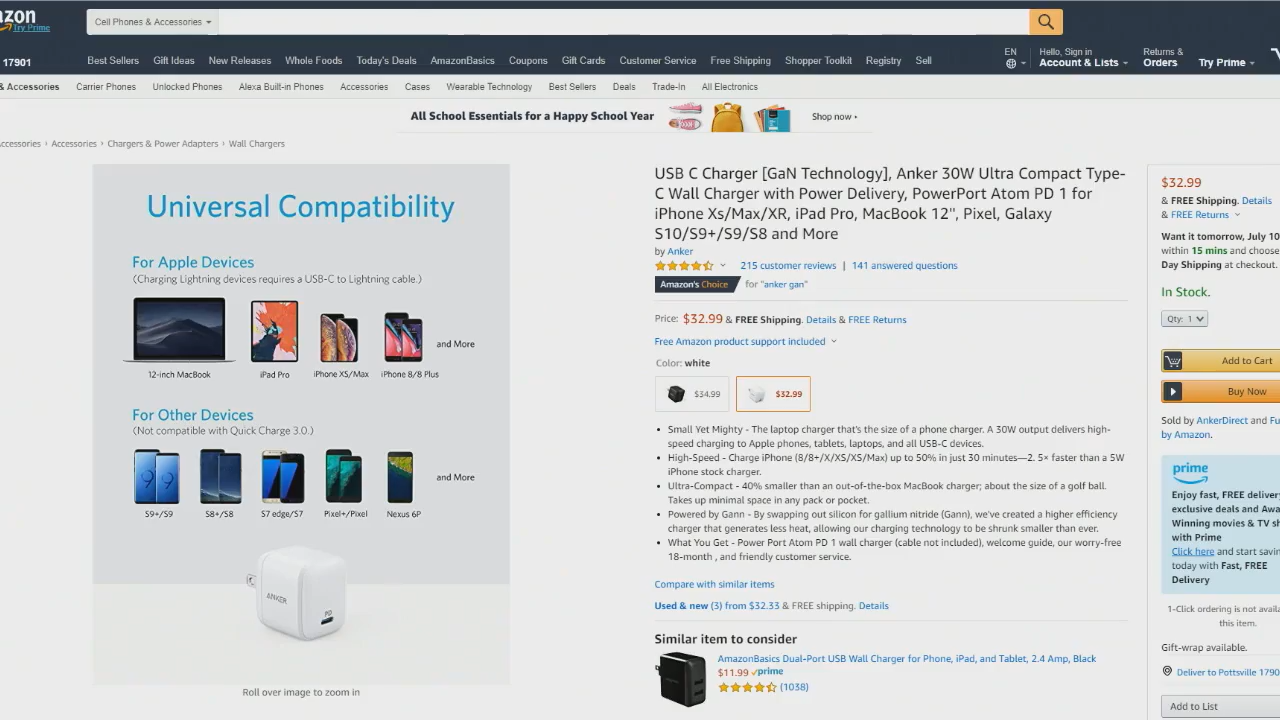 Try Prime
Cell Phones & Accessories
17901
Best Sellers Gift Ideas New Releases Whole Foods Today's Deals AmazonBasics Coupons Gift Cards Customer Service Free Shipping Shopper Toolkit Registry Sell
EN
Hello, Sign in
Account & Lists
Returns &
Orders
Try Prime
& Accessories Carrier Phones Unlocked Phones Alexa Built-in Phones Accessories Cases Wearable Technology Best Sellers Deals Trade-In All Electronics
All School Essentials for a Happy School Year Shop now ›
Accessories › Chargers & Power Adapters › Wall Chargers
Universal Compatibility
For Apple Devices
(Charging Lightning devices requires a USB-C to Lightning cable.)
12-inch MacBook iPad Pro iPhone XS/Max iPhone 8/8 Plus and More
For Other Devices
(Not compatible with Quick Charge 3.0.)
S9+/S9 S8+/S8 S7 edge/S7 Pixel+/Pixel Nexus 6P and More
ANKER
PD
Roll over image to zoom in
USB C Charger [GaN Technology], Anker 30W Ultra Compact Type-
C Wall Charger with Power Delivery, PowerPort Atom PD 1 for
iPhone Xs/Max/XR, iPad Pro, MacBook 12'', Pixel, Galaxy
S10/S9+/S9/S8 and More
by Anker
215 customer reviews | 141 answered questions
Amazon's Choice for "anker gan"
Price: $32.99 & FREE Shipping. Details & FREE Returns
Free Amazon product support included
Color: white
$34.99 $32.99
• Small Yet Mighty - The laptop charger that's the size of a phone charger. A 30W output delivers high-
speed charging to Apple phones, tablets, laptops, and all USB-C devices.
• High-Speed - Charge iPhone (8/8+/X/XS/XS/Max) up to 50% in just 30 minutes—2. 5× faster than a 5W
iPhone stock charger.
• Ultra-Compact - 40% smaller than an out-of-the-box MacBook charger; about the size of a golf ball.
Takes up minimal space in any pack or pocket.
• Powered by Gann - By swapping out silicon for gallium nitride (Gann), we've created a higher efficiency
charger that generates less heat, allowing our charging technology to be shrunk smaller than ever.
• What You Get - Power Port Atom PD 1 wall charger (cable not included), welcome guide, our worry-free
18-month , and friendly customer service.
Compare with similar items
Used & new (3) from $32.33 & FREE shipping. Details
Similar item to consider
AmazonBasics Dual-Port USB Wall Charger for Phone, iPad, and Tablet, 2.4 Amp, Black
$11.99 prime
(1038)
$32.99
& FREE Shipping. Details
& FREE Returns
Want it tomorrow, July 10
within 15 mins and choose
Day Shipping at checkout.
In Stock.
Qty: 1
Add to Cart
Buy Now
Sold by AnkerDirect and Fu
by Amazon.
prime
Enjoy fast, FREE delivery
exclusive deals and Awa
Winning movies & TV sh
with Prime
Click here and start savin
today with Fast, FREE
Delivery
1-Click ordering is not avail
this item.
Gift-wrap available.
Deliver to Pottsville 1790
Add to List